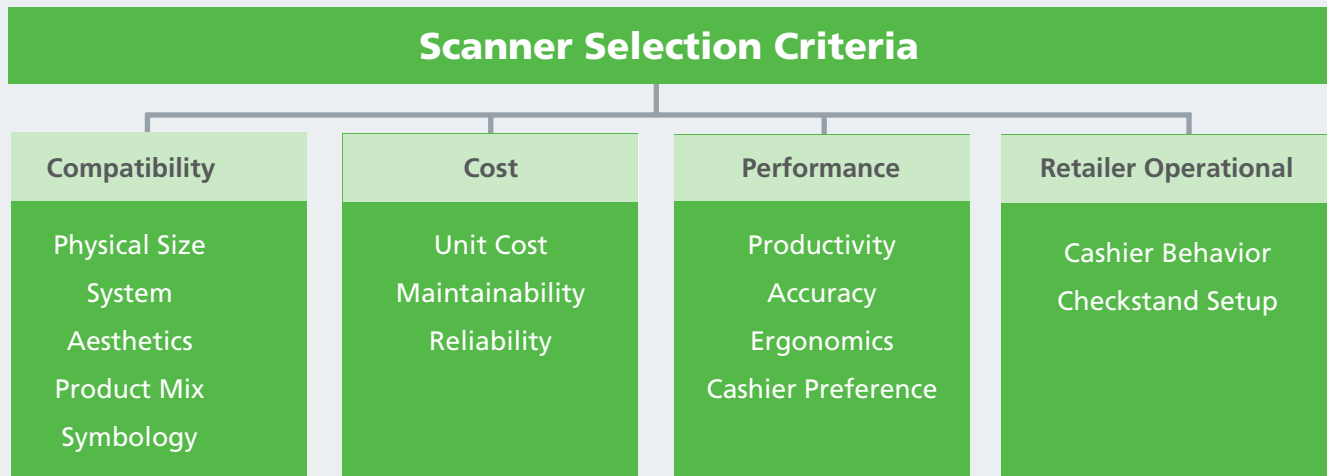 Scanner Selection Criteria
Compatibility
Physical Size
System
Aesthetics
Product Mix
Symbology
Cost
Unit Cost
Maintainability
Reliability
Performance
Productivity
Accuracy
Ergonomics
Cashier Preference
Retailer Operational
Cashier Behavior
Checkstand Setup